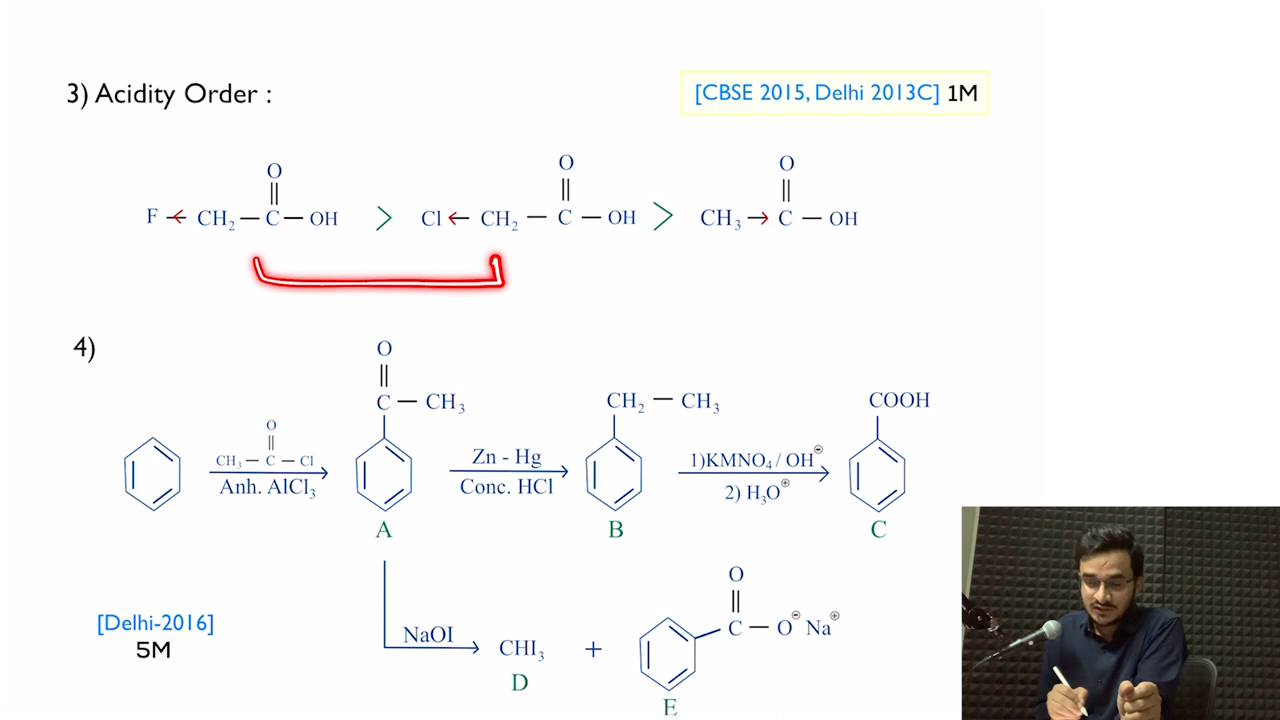 3) Acidity Order :
[CBSE 2015, Delhi 2013C] 1M
O O O
F CH₂ — C — OH > Cl CH₂ — C — OH > CH₃ C — OH
4)
O
C — CH₃
CH₂ — CH₃
COOH
O
CH₃ — C — Cl
Anh. AlCl₃
Zn - Hg
Conc. HCl
1)KMNO₄ / OH⊖
2) H₃O⊕
A
B
C
[Delhi-2016]
5M
NaOI
CHI₃ +
D
O
C — O⊖ Na⊕
E